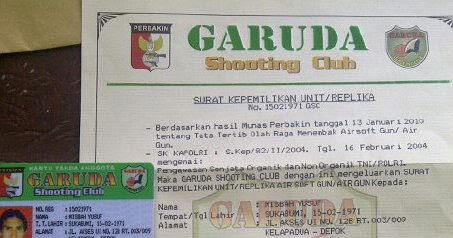 PERBAKIN
GARUDA
Shooting Club
SURAT KEPEMILIKAN UNIT/REPLIKA
No. 15021971 GSC
- Berdasarkan hasil Munas Perbakin tanggal 13 Januari 2010
tentang Tata Tertib Olah Raga Menembak Airsoft Gun/ Air
Gun.
- SK KAPOLRI : S.Kep/82/II/2004. Tgl. 16 Februari 2004
mengenai:
Pengawasan Senjata Organik dan Non Organik TNI/POLRI.
Maka GARUDA SHOOTING CLUB dengan ini mengeluarkan SURAT
KEPEMILIKAN UNIT/REPLIKA AIR SOFT GUN/AIR GUN kepada:
Nama : MISBAH YUSUF
Tempat/Tgl Lahir : SUKABUMI, 15-02-1971
Alamat : JL. AKSES UI NO. 12B RT.003/009
KELAPADUA - DEPOK
KARTU TANDA ANGGOTA
GARUDA
Shooting Club
NO. REG : 15021971
NAMA : MISBAH YUSUF
T. T. LAHIR : SUKABUMI, 15-02-1971
ALAMAT : JL. AKSES UI NO. 12B RT.003/009